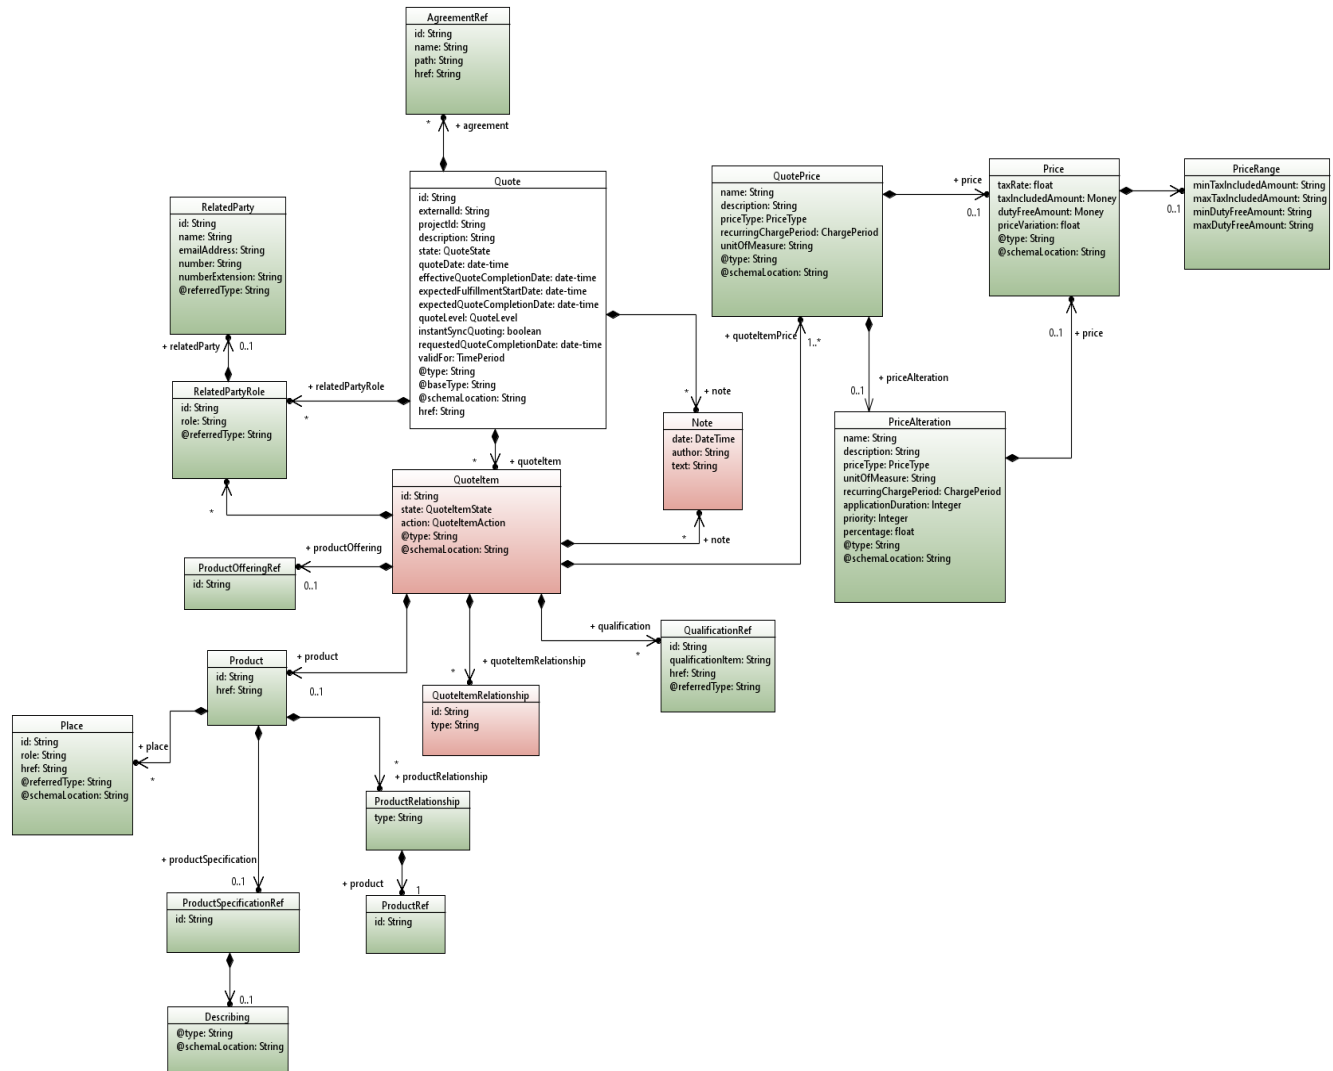 AgreementRef
id: String
name: String
path: String
href: String
*
+ agreement
Quote
id: String
externalId: String
projectId: String
description: String
state: QuoteState
quoteDate: date-time
effectiveQuoteCompletionDate: date-time
expectedFulfillmentStartDate: date-time
expectedQuoteCompletionDate: date-time
quoteLevel: QuoteLevel
instantSyncQuoting: boolean
requestedQuoteCompletionDate: date-time
validFor: TimePeriod
@type: String
@baseType: String
@schemaLocation: String
href: String
QuotePrice
name: String
description: String
priceType: PriceType
recurringChargePeriod: ChargePeriod
unitOfMeasure: String
@type: String
@schemaLocation: String
+ price
0..1
Price
taxRate: float
taxIncludedAmount: Money
dutyFreeAmount: Money
priceVariation: float
@type: String
@schemaLocation: String
0..1
PriceRange
minTaxIncludedAmount: String
maxTaxIncludedAmount: String
minDutyFreeAmount: String
maxDutyFreeAmount: String
RelatedParty
id: String
name: String
emailAddress: String
number: String
numberExtension: String
@referredType: String
+ relatedParty
0..1
+ quoteItemPrice
1..*
0..1
+ price
+ priceAlteration
0..1
RelatedPartyRole
id: String
role: String
@referredType: String
+ relatedPartyRole
*
*
+ note
Note
date: DateTime
author: String
text: String
PriceAlteration
name: String
description: String
priceType: PriceType
unitOfMeasure: String
recurringChargePeriod: ChargePeriod
applicationDuration: Integer
priority: Integer
percentage: float
@type: String
@schemaLocation: String
*
+ quoteItem
QuoteItem
id: String
state: QuoteItemState
action: QuoteItemAction
@type: String
@schemaLocation: String
*
*
+ note
+ productOffering
0..1
ProductOfferingRef
id: String
+ qualification
*
QualificationRef
id: String
qualificationItem: String
href: String
@referredType: String
+ product
0..1
Product
id: String
href: String
*
+ quoteItemRelationship
QuoteItemRelationship
id: String
type: String
Place
id: String
role: String
href: String
@referredType: String
@schemaLocation: String
+ place
*
*
+ productRelationship
ProductRelationship
type: String
+ productSpecification
0..1
ProductSpecificationRef
id: String
+ product
1
ProductRef
id: String
0..1
Describing
@type: String
@schemaLocation: String